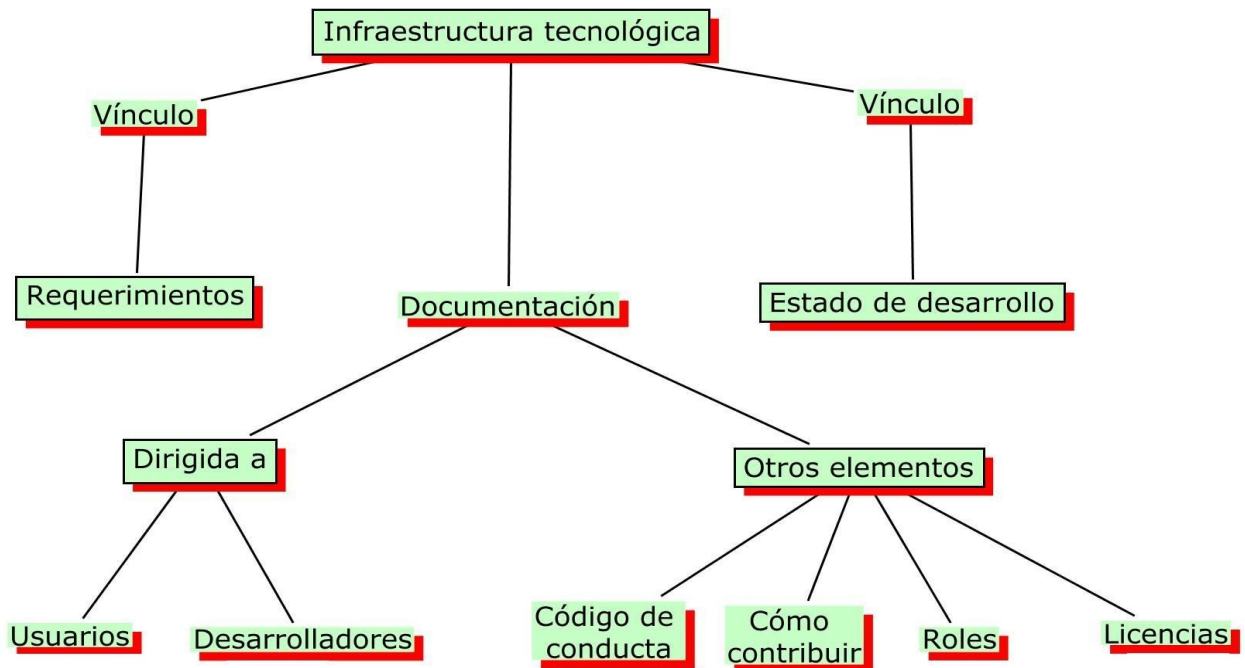 Infraestructura tecnológica
Vínculo
Vínculo
Requerimientos
Documentación
Estado de desarrollo
Dirigida a
Otros elementos
Usuarios
Desarrolladores
Código de
conducta
Cómo
contribuir
Roles
Licencias